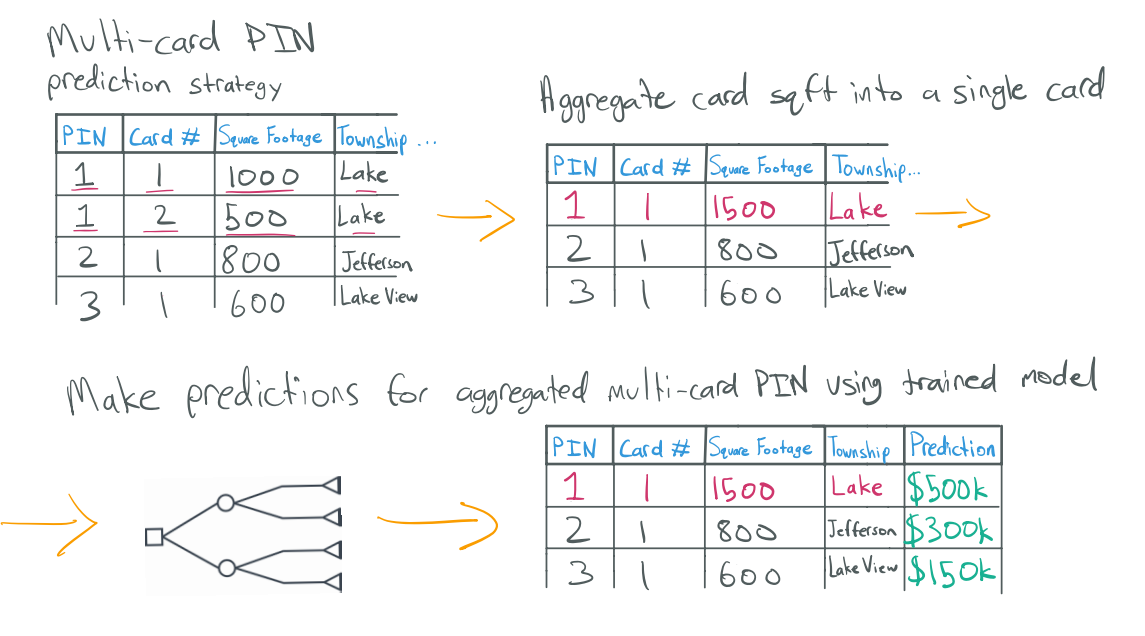 Multi-card PIN
prediction strategy
PIN Card # Square Footage Township ...
1 1 1000 Lake
1 2 500 Lake
2 1 800 Jefferson
3 1 600 Lake View
Aggregate card sqft into a single card
PIN Card # Square Footage Township...
1 1 1500 Lake
2 1 800 Jefferson
3 1 600 Lake View
Make predictions for aggregated multi-card PIN using trained model
PIN Card # Square Footage Township Prediction
1 1 1500 Lake $500k
2 1 800 Jefferson $300k
3 1 600 Lake View $150k